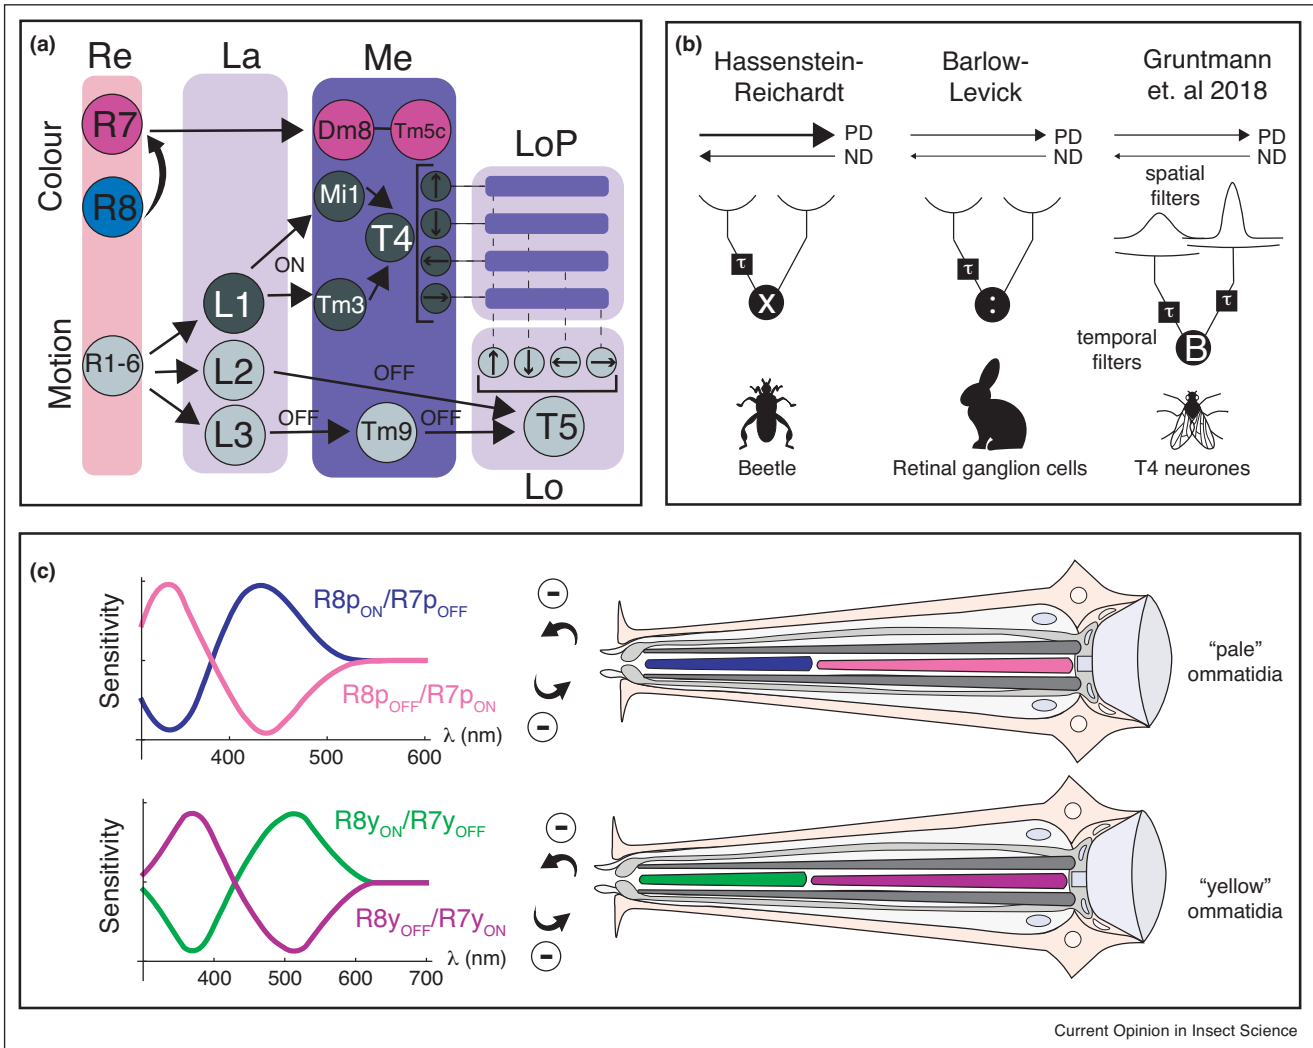 (a)
Re
La
Me
Colour
Motion
R7
R8
R1-6
L1
L2
L3
ON
OFF
OFF
OFF
Dm8
Tm5c
Mi1
T4
Tm3
Tm9
LoP
T5
Lo
(b)
Hassenstein-
Reichardt
PD
ND
τ
X
Beetle
Barlow-
Levick
PD
ND
τ
:
Retinal ganglion cells
Gruntmann
et. al 2018
PD
ND
spatial
filters
τ
τ
temporal
filters
B
T4 neurones
(c)
Sensitivity
R8pON/R7pOFF
R8pOFF/R7pON
λ (nm)
400
500
600
-
-
"pale"
ommatidia
Sensitivity
R8yON/R7yOFF
R8yOFF/R7yON
λ (nm)
400
500
600
700
-
-
"yellow"
ommatidia
Current Opinion in Insect Science